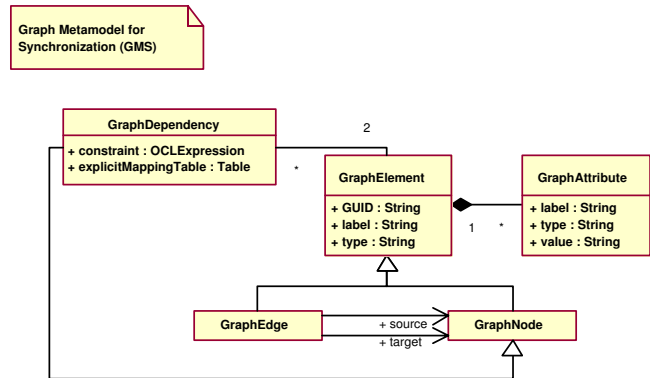 Graph Metamodel for
Synchronization (GMS)
GraphDependency
+ constraint : OCLExpression
+ explicitMappingTable : Table
2
*
GraphElement
+ GUID : String
+ label : String
+ type : String
1
*
GraphAttribute
+ label : String
+ type : String
+ value : String
GraphEdge
+ source
+ target
GraphNode